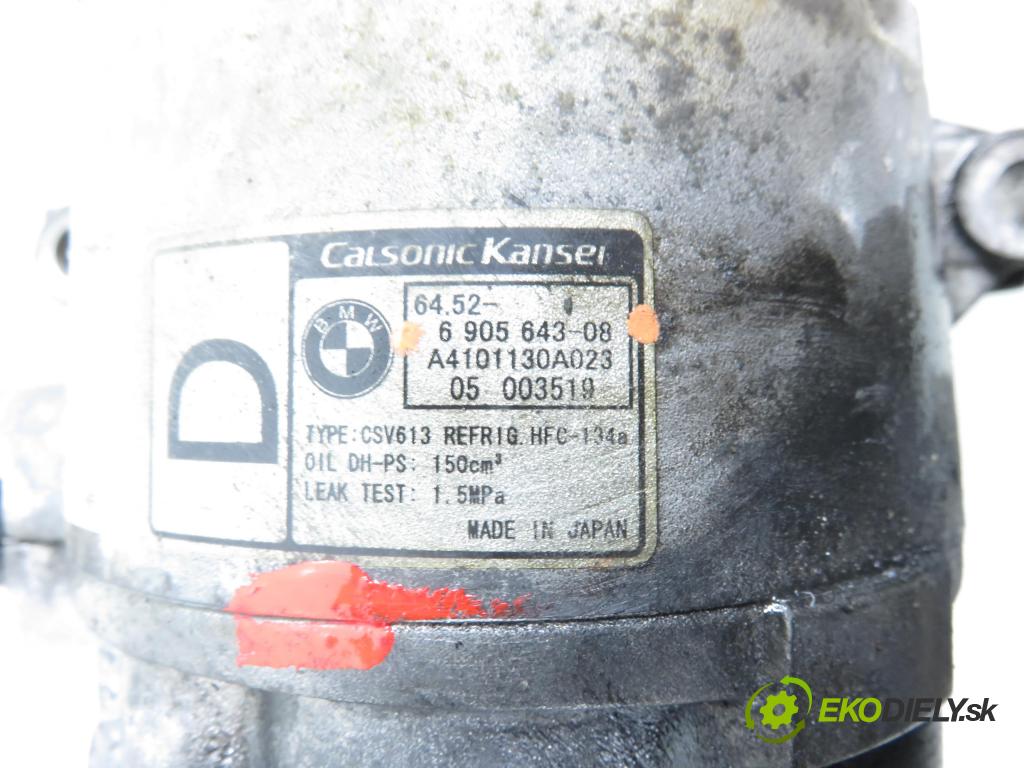 Calsonic Kansei
D
BMW
64.52-
6 905 643-08
A4101130A023
05 003519
TYPE:CSV613 REFRIG.HFC-134a
OIL DH-PS: 150cm³
LEAK TEST: 1.5MPa
MADE IN JAPAN
EKODIELY.sk